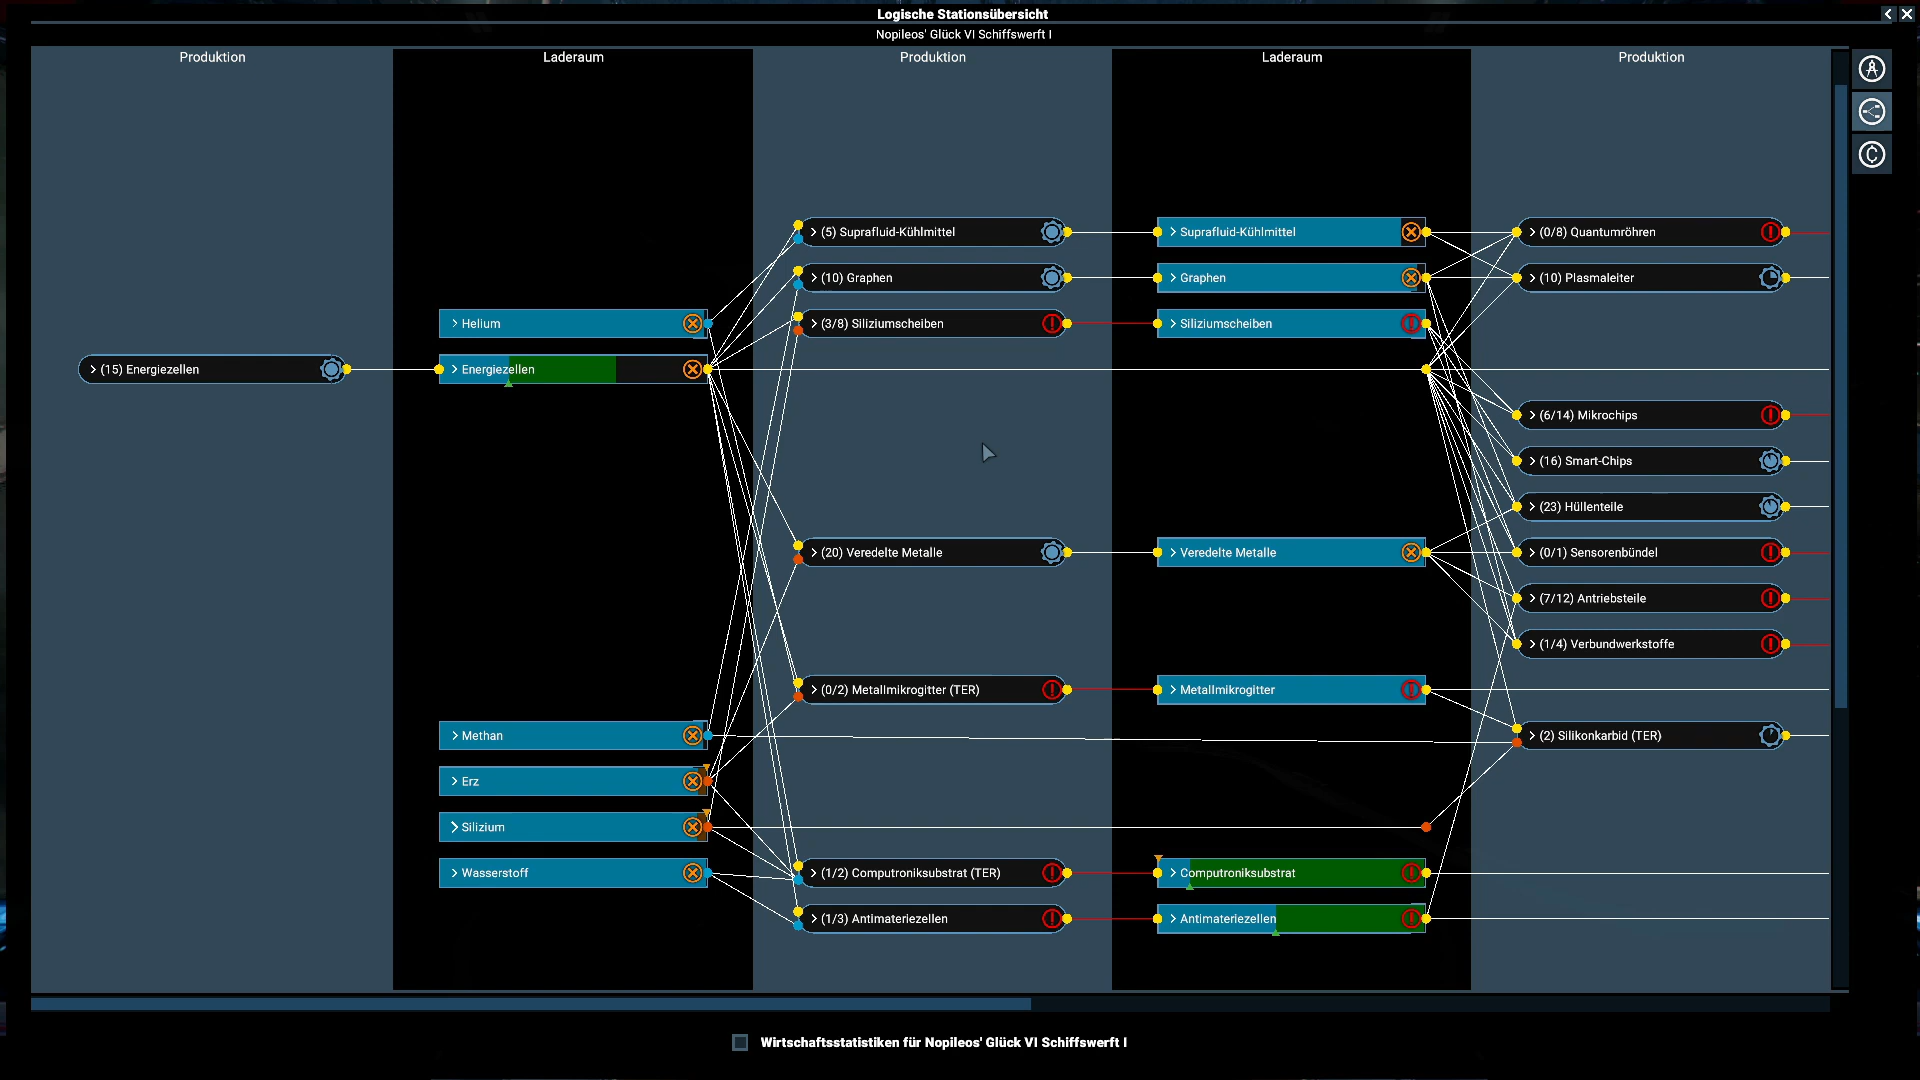 Logische Stationsübersicht
Nopileos' Glück VI Schiffswerft I
Produktion
Laderaum
Produktion
Laderaum
Produktion
(5) Suprafluid-Kühlmittel
Suprafluid-Kühlmittel
(0/8) Quantumröhren
(10) Graphen
Graphen
(10) Plasmaleiter
Helium
(3/8) Siliziumscheiben
Siliziumscheiben
(15) Energiezellen
Energiezellen
(6/14) Mikrochips
(16) Smart-Chips
(23) Hüllenteile
(20) Veredelte Metalle
Veredelte Metalle
(0/1) Sensorenbündel
(7/12) Antriebsteile
(1/4) Verbundwerkstoffe
(0/2) Metallmikrogitter (TER)
Metallmikrogitter
Methan
(2) Silikonkarbid (TER)
Erz
Silizium
Wasserstoff
(1/2) Computroniksubstrat (TER)
Computroniksubstrat
(1/3) Antimateriezellen
Antimateriezellen
Wirtschaftsstatistiken für Nopileos' Glück VI Schiffswerft I